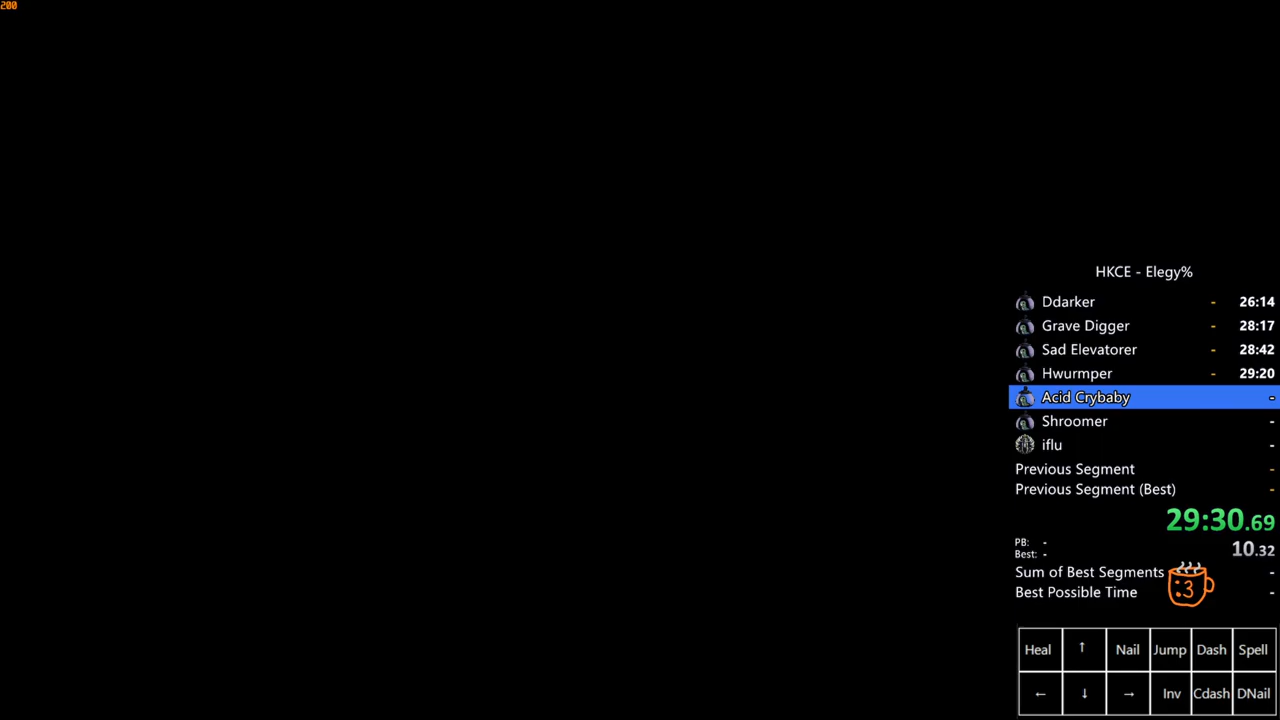 200
HKCE - Elegy%
Ddarker - 26:14
Grave Digger - 28:17
Sad Elevatorer - 28:42
Hwurmper - 29:20
Acid Crybaby -
Shroomer -
iflu -
Previous Segment -
Previous Segment (Best) -
29:30.69
PB: -
Best: -
10.32
Sum of Best Segments -
Best Possible Time -
:3
Heal ↑ Nail Jump Dash Spell
← ↓ → Inv Cdash DNail